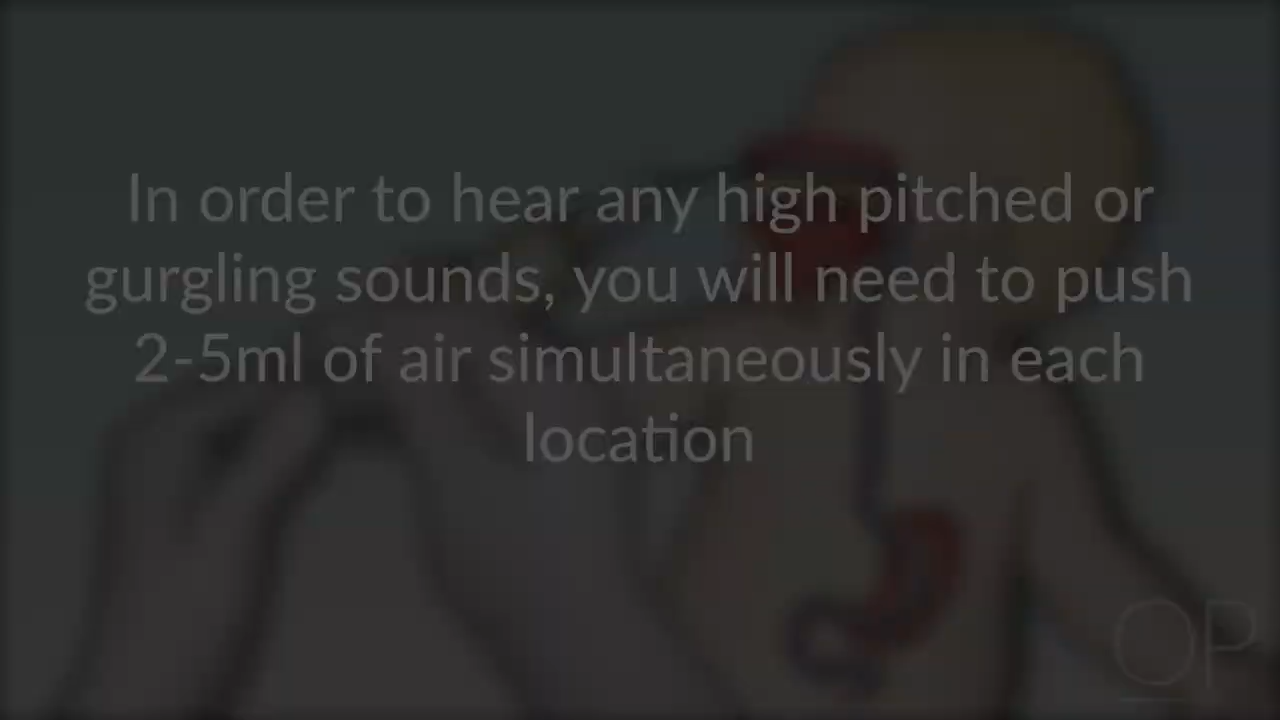 In order to hear any high pitched or
gurgling sounds, you will need to push
2-5ml of air simultaneously in each
location
OP